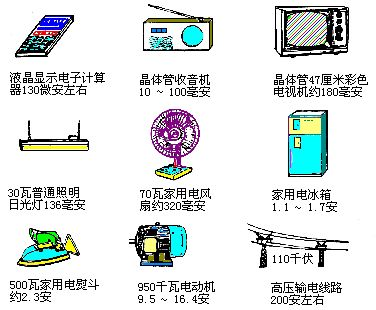 液晶显示电子计算
器130微安左右
晶体管收音机
10 ~ 100毫安
晶体管47厘米彩色
电视机约180毫安
30瓦普通照明
日光灯136毫安
70瓦家用电风
扇约320毫安
家用电冰箱
1.1 ~ 1.7安
500瓦家用电熨斗
约2.3安
950千瓦电动机
9.5 ~ 16.4安
110千伏
高压输电线路
200安左右